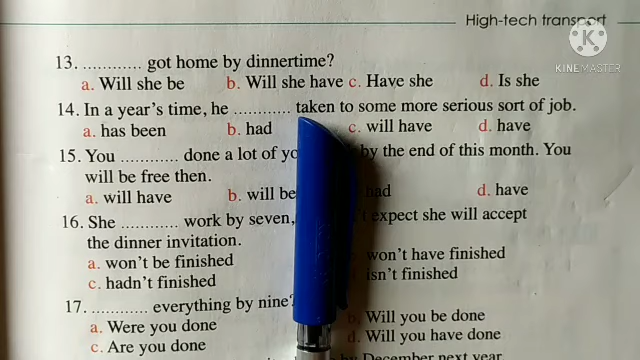 High-tech transport
KINEMASTER
13. ............ got home by dinnertime?
a. Will she be b. Will she have c. Have she d. Is she
14. In a year's time, he ............ taken to some more serious sort of job.
a. has been b. had c. will have d. have
15. You ............ done a lot of by the end of this month. You
will be free then.
a. will have b. will be had d. have
16. She ............ work by seven, expect she will accept
the dinner invitation.
a. won't be finished won't have finished
c. hadn't finished isn't finished
17. ............ everything by nine?
a. Were you done b. Will you be done
c. Are you done d. Will you have done
by December next year